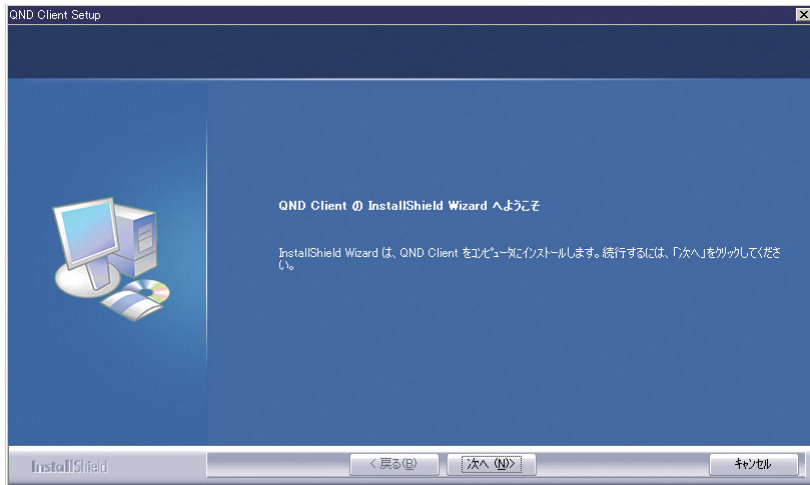 QND Client Setup
QND Client の InstallShield Wizard へようこそ
InstallShield Wizard は、QND Client をコンピュータにインストールします。続行するには、「次へ」をクリックしてくださ
い。
InstallShield
< 戻る(B)
次へ (N)>
キャンセル